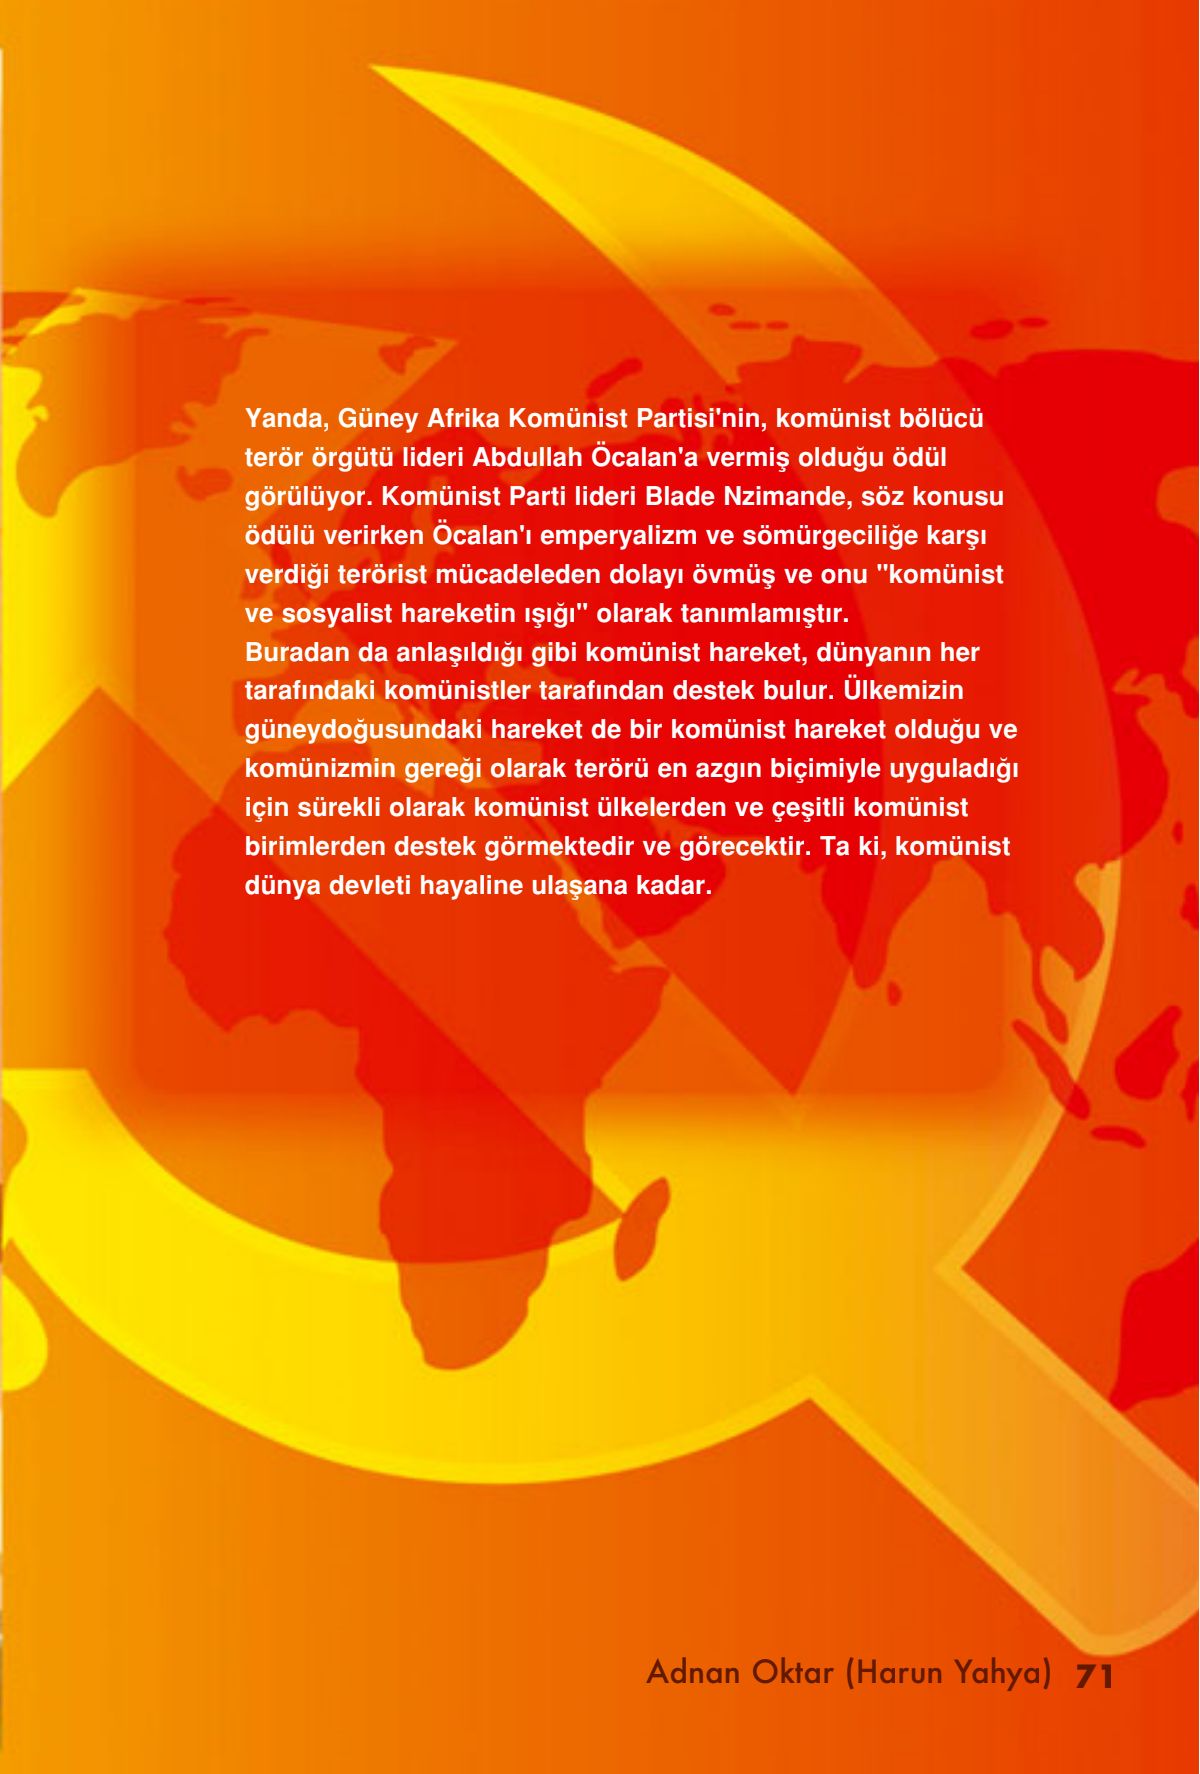 Yanda, Güney Afrika Komünist Partisi'nin, komünist bölücü
terör örgütü lideri Abdullah Öcalan'a vermiş olduğu ödül
görülüyor. Komünist Parti lideri Blade Nzimande, söz konusu
ödülü verirken Öcalan'ı emperyalizm ve sömürgeciliğe karşı
verdiği terörist mücadeleden dolayı övmüş ve onu "komünist
ve sosyalist hareketin ışığı" olarak tanımlamıştır.
Buradan da anlaşıldığı gibi komünist hareket, dünyanın her
tarafındaki komünistler tarafından destek bulur. Ülkemizin
güneydoğusundaki hareket de bir komünist hareket olduğu ve
komünizmin gereği olarak terörü en azgın biçimiyle uyguladığı
için sürekli olarak komünist ülkelerden ve çeşitli komünist
birimlerden destek görmektedir ve görecektir. Ta ki, komünist
dünya devleti hayaline ulaşana kadar.
Adnan Oktar (Harun Yahya) 71